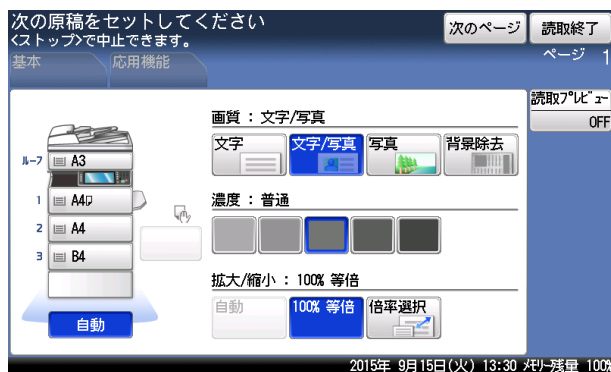 次の原稿をセットしてください
<ストップ>で中止できます。
次のページ
読取終了
基本
応用機能
ページ 1
読取プレビュー
OFF
画質：文字/写真
文字
文字/写真
写真
背景除去
ﾙｰﾌ A3
1 A4
2 A4
3 B4
自動
濃度：普通
拡大/縮小：100% 等倍
自動
100% 等倍
倍率選択
2015年 9月15日(火) 13:30 ﾒﾓﾘｰ残量 100%